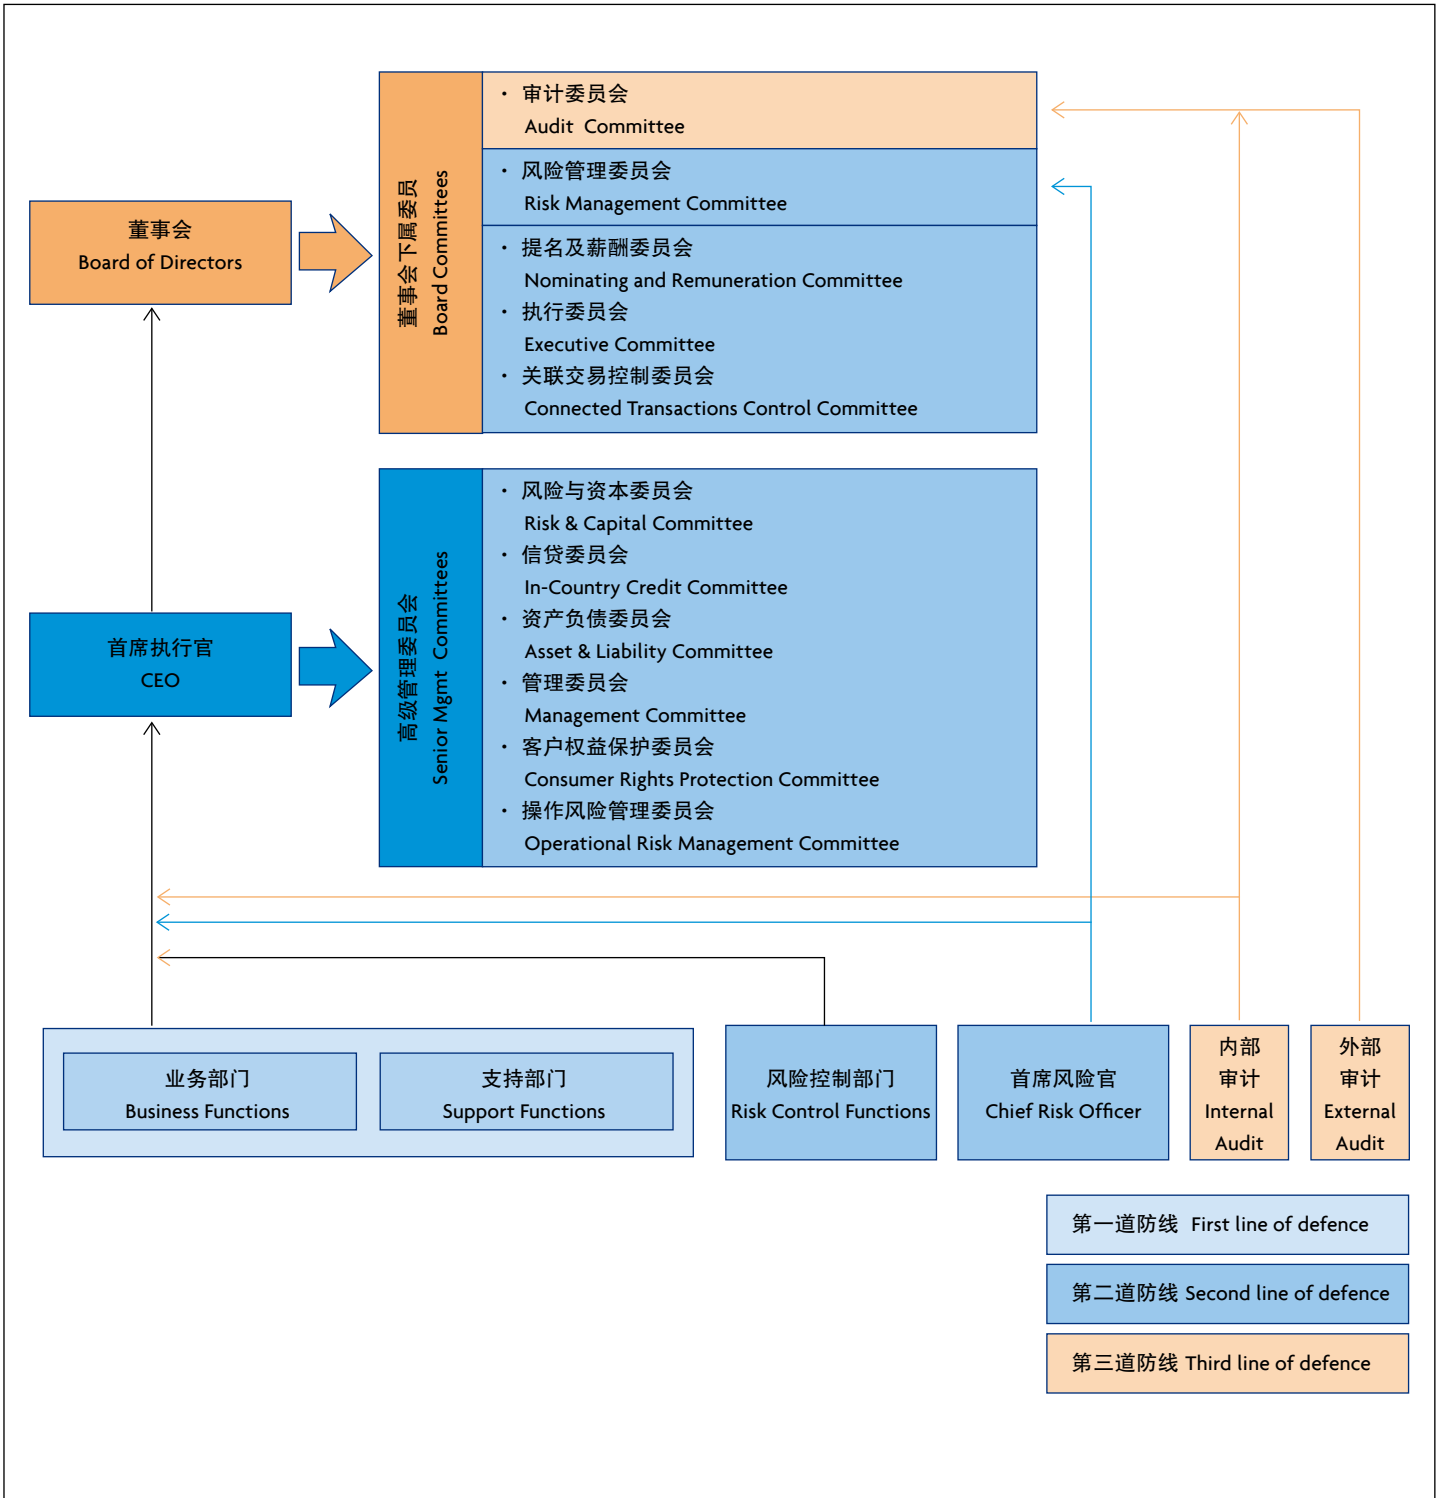 董事会
Board of Directors
董事会下属委员
Board Committees
· 审计委员会
Audit Committee
· 风险管理委员会
Risk Management Committee
· 提名及薪酬委员会
Nominating and Remuneration Committee
· 执行委员会
Executive Committee
· 关联交易控制委员会
Connected Transactions Control Committee
首席执行官
CEO
高级管理委员会
Senior Mgmt Committees
· 风险与资本委员会
Risk & Capital Committee
· 信贷委员会
In-Country Credit Committee
· 资产负债委员会
Asset & Liability Committee
· 管理委员会
Management Committee
· 客户权益保护委员会
Consumer Rights Protection Committee
· 操作风险管理委员会
Operational Risk Management Committee
业务部门
Business Functions
支持部门
Support Functions
风险控制部门
Risk Control Functions
首席风险官
Chief Risk Officer
内部
审计
Internal
Audit
外部
审计
External
Audit
第一道防线 First line of defence
第二道防线 Second line of defence
第三道防线 Third line of defence